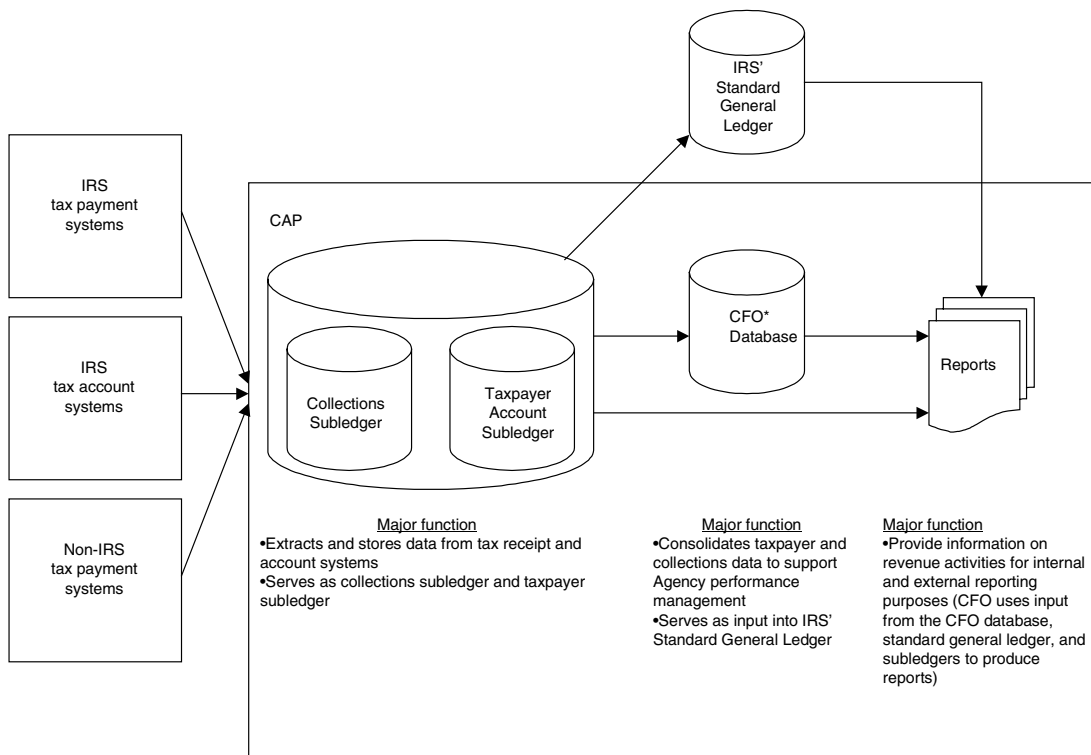 IRS'
Standard
General
Ledger
IRS
tax payment
systems
CAP
IRS
tax account
systems
Collections
Subledger
Taxpayer
Account
Subledger
CFO*
Database
Reports
Non-IRS
tax payment
systems
Major function
•Extracts and stores data from tax receipt and
account systems
•Serves as collections subledger and taxpayer
subledger
Major function
•Consolidates taxpayer and
collections data to support
Agency performance
management
•Serves as input into IRS'
Standard General Ledger
Major function
•Provide information on
revenue activities for internal
and external reporting
purposes (CFO uses input
from the CFO database,
standard general ledger, and
subledgers to produce
reports)